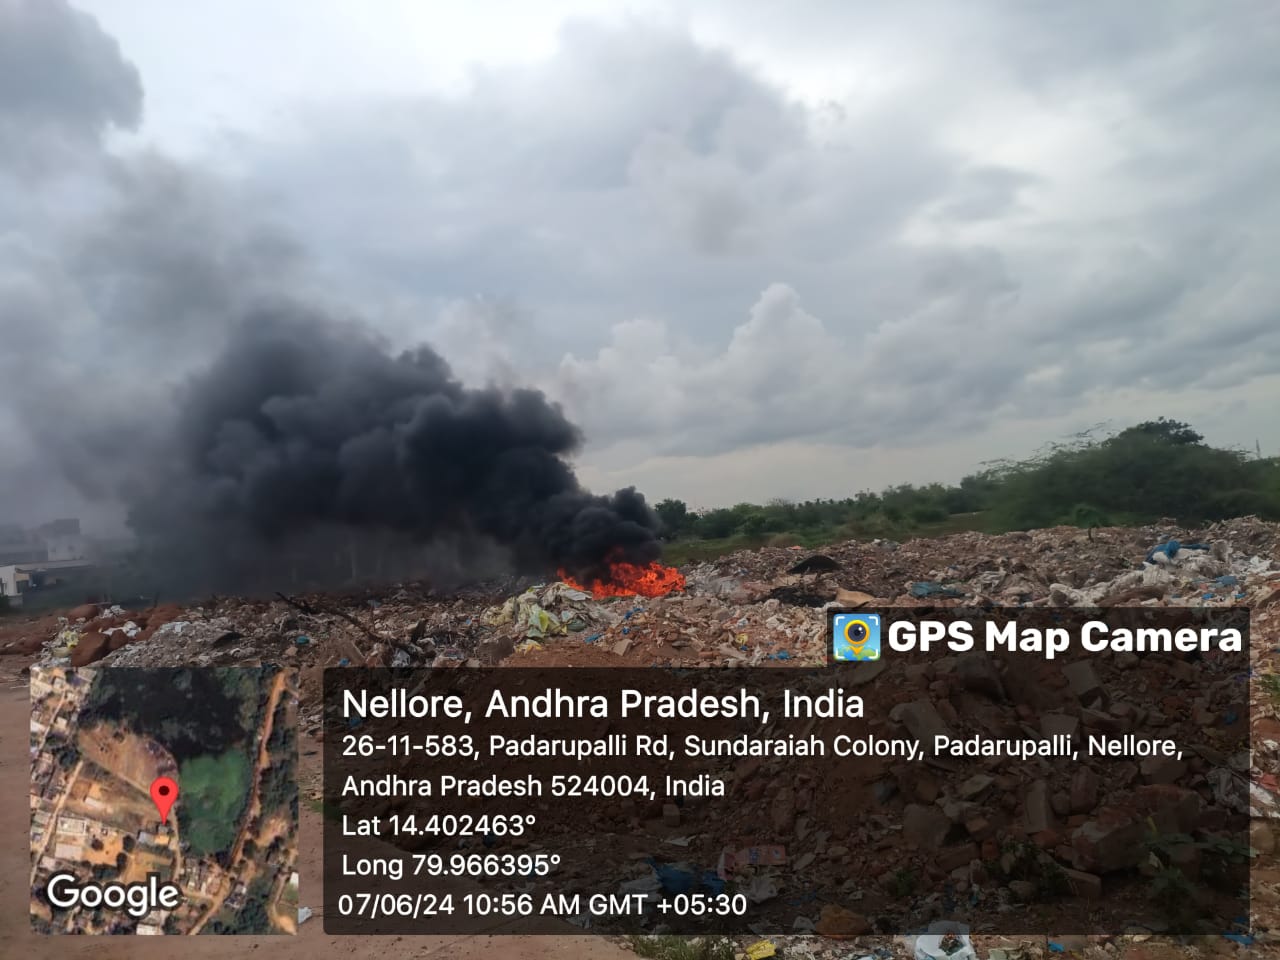 GPS Map Camera
Nellore, Andhra Pradesh, India
26-11-583, Padarupalli Rd, Sundaraiah Colony, Padarupalli, Nellore,
Andhra Pradesh 524004, India
Lat 14.402463°
Long 79.966395°
07/06/24 10:56 AM GMT +05:30
Google